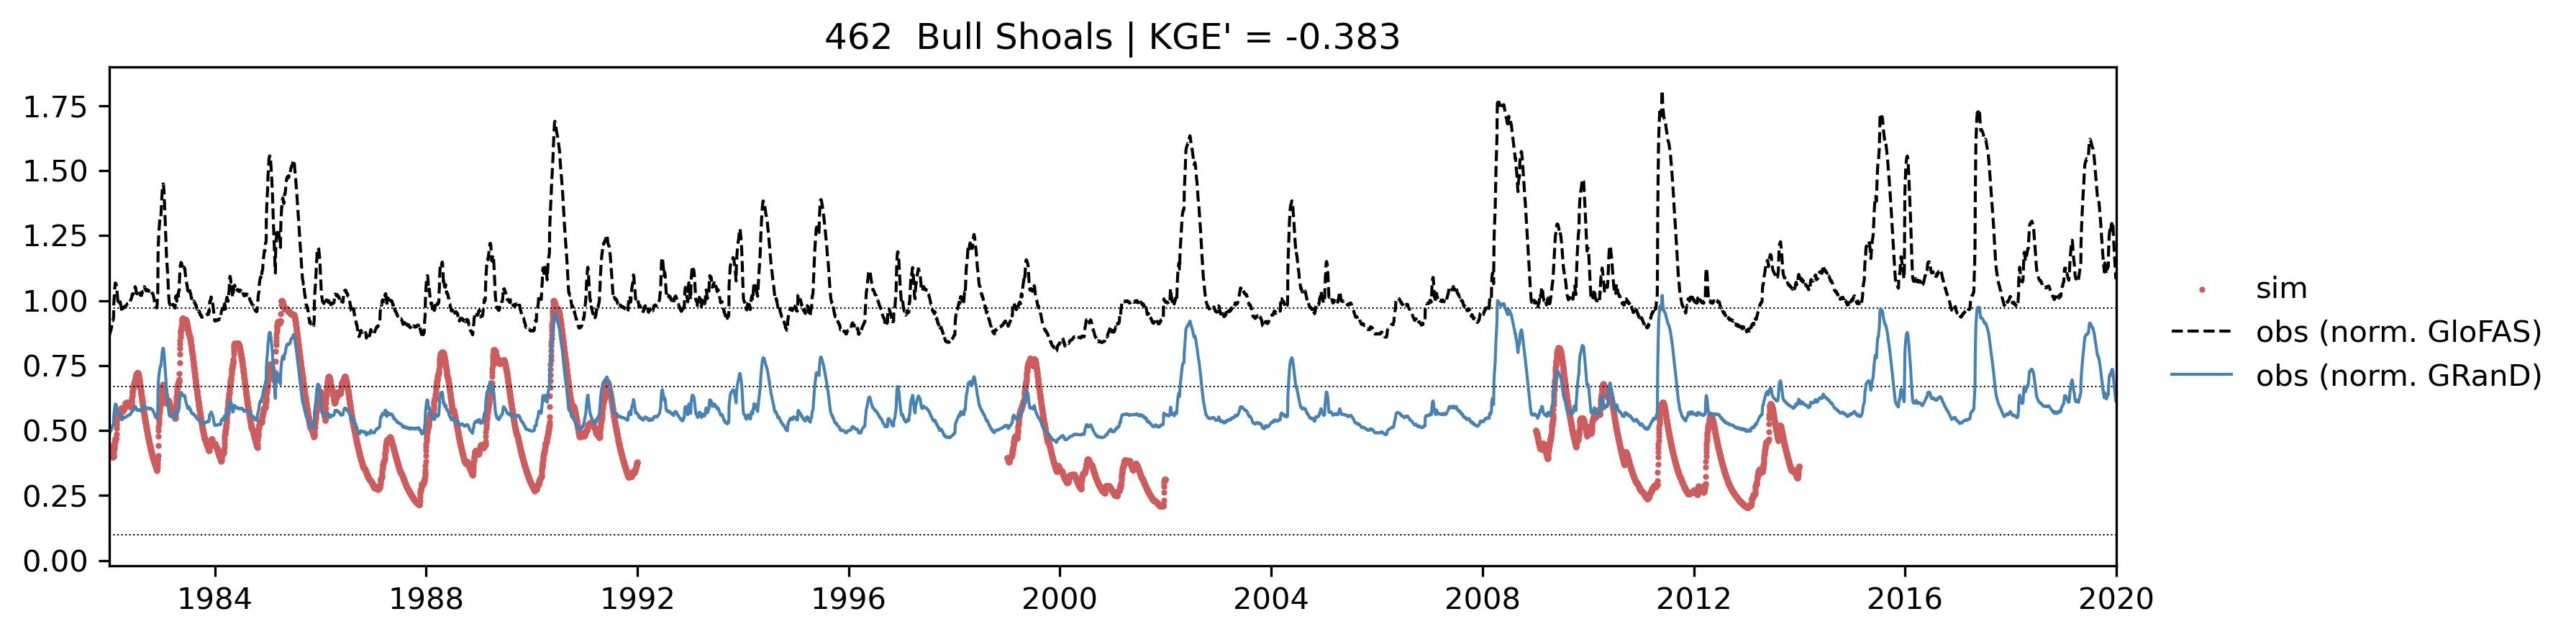 462  Bull Shoals | KGE' = -0.383
1.75
1.50
1.25
1.00
0.75
0.50
0.25
0.00
1984 1988 1992 1996 2000 2004 2008 2012 2016 2020
sim
obs (norm. GloFAS)
obs (norm. GRanD)